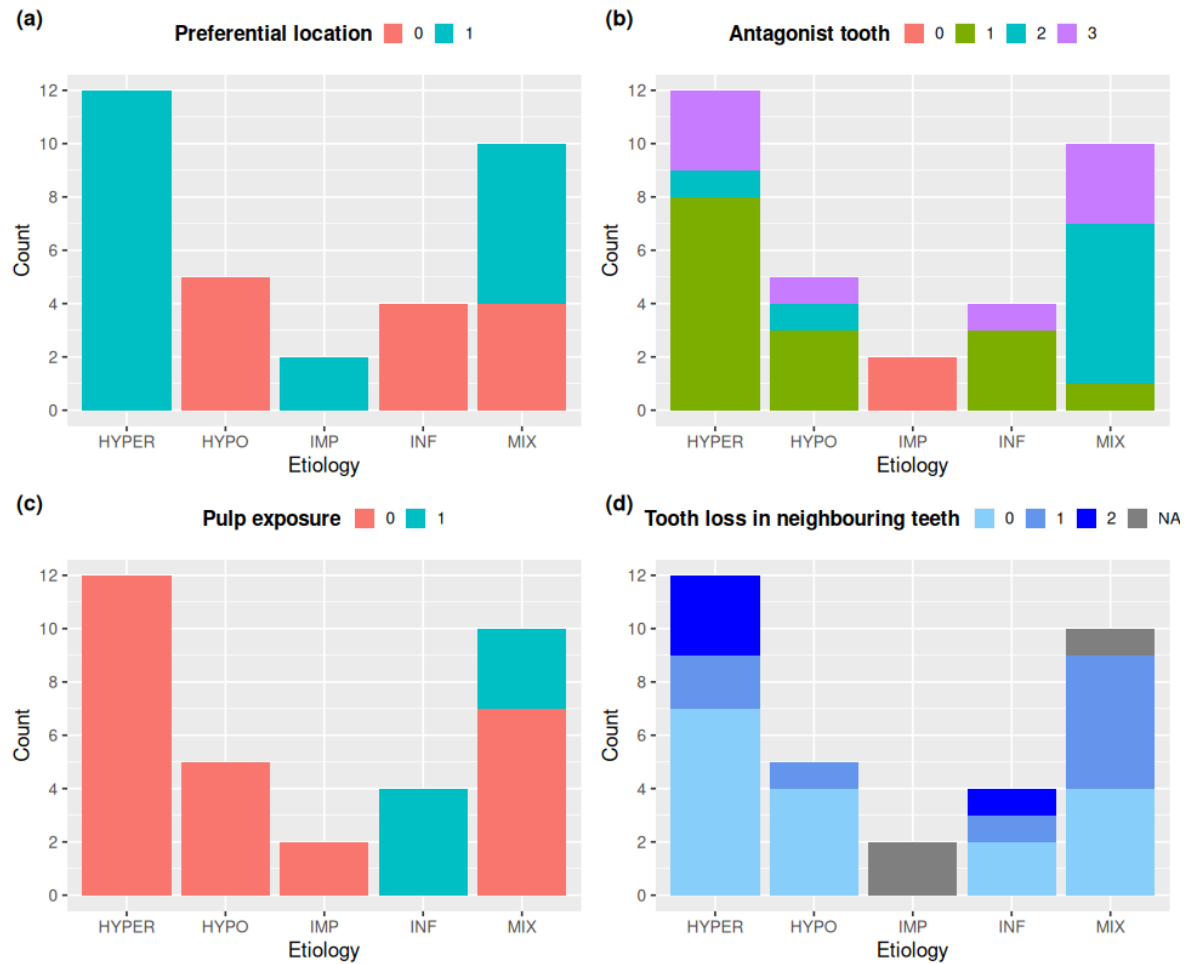 (a)
Preferential location 0 1
12
10
8
6
4
2
0
Count
HYPER HYPO IMP INF MIX
Etiology
(b)
Antagonist tooth 0 1 2 3
12
10
8
6
4
2
0
Count
HYPER HYPO IMP INF MIX
Etiology
(c)
Pulp exposure 0 1
12
10
8
6
4
2
0
Count
HYPER HYPO IMP INF MIX
Etiology
(d)
Tooth loss in neighbouring teeth 0 1 2 NA
12
10
8
6
4
2
0
Count
HYPER HYPO IMP INF MIX
Etiology